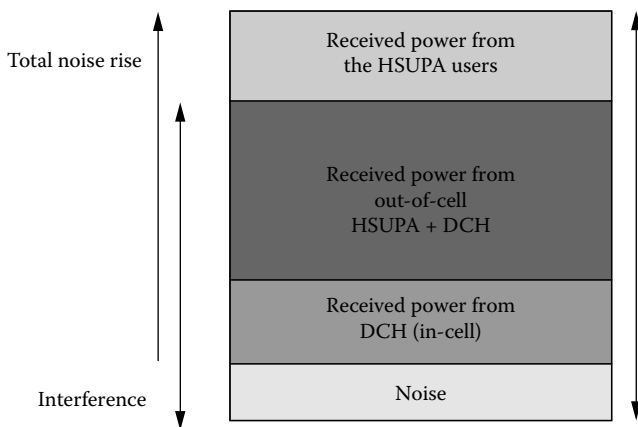 Total noise rise
Received power from
the HSUPA users
Received power from
out-of-cell
HSUPA + DCH
Received power from
DCH (in-cell)
Interference
Noise